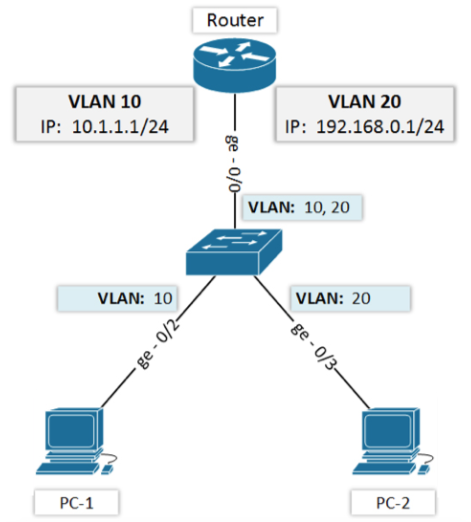 Router
VLAN 10
IP: 10.1.1.1/24
VLAN 20
IP: 192.168.0.1/24
ge - 0/0
VLAN: 10, 20
VLAN: 10
VLAN: 20
ge - 0/2
ge - 0/3
PC-1
PC-2